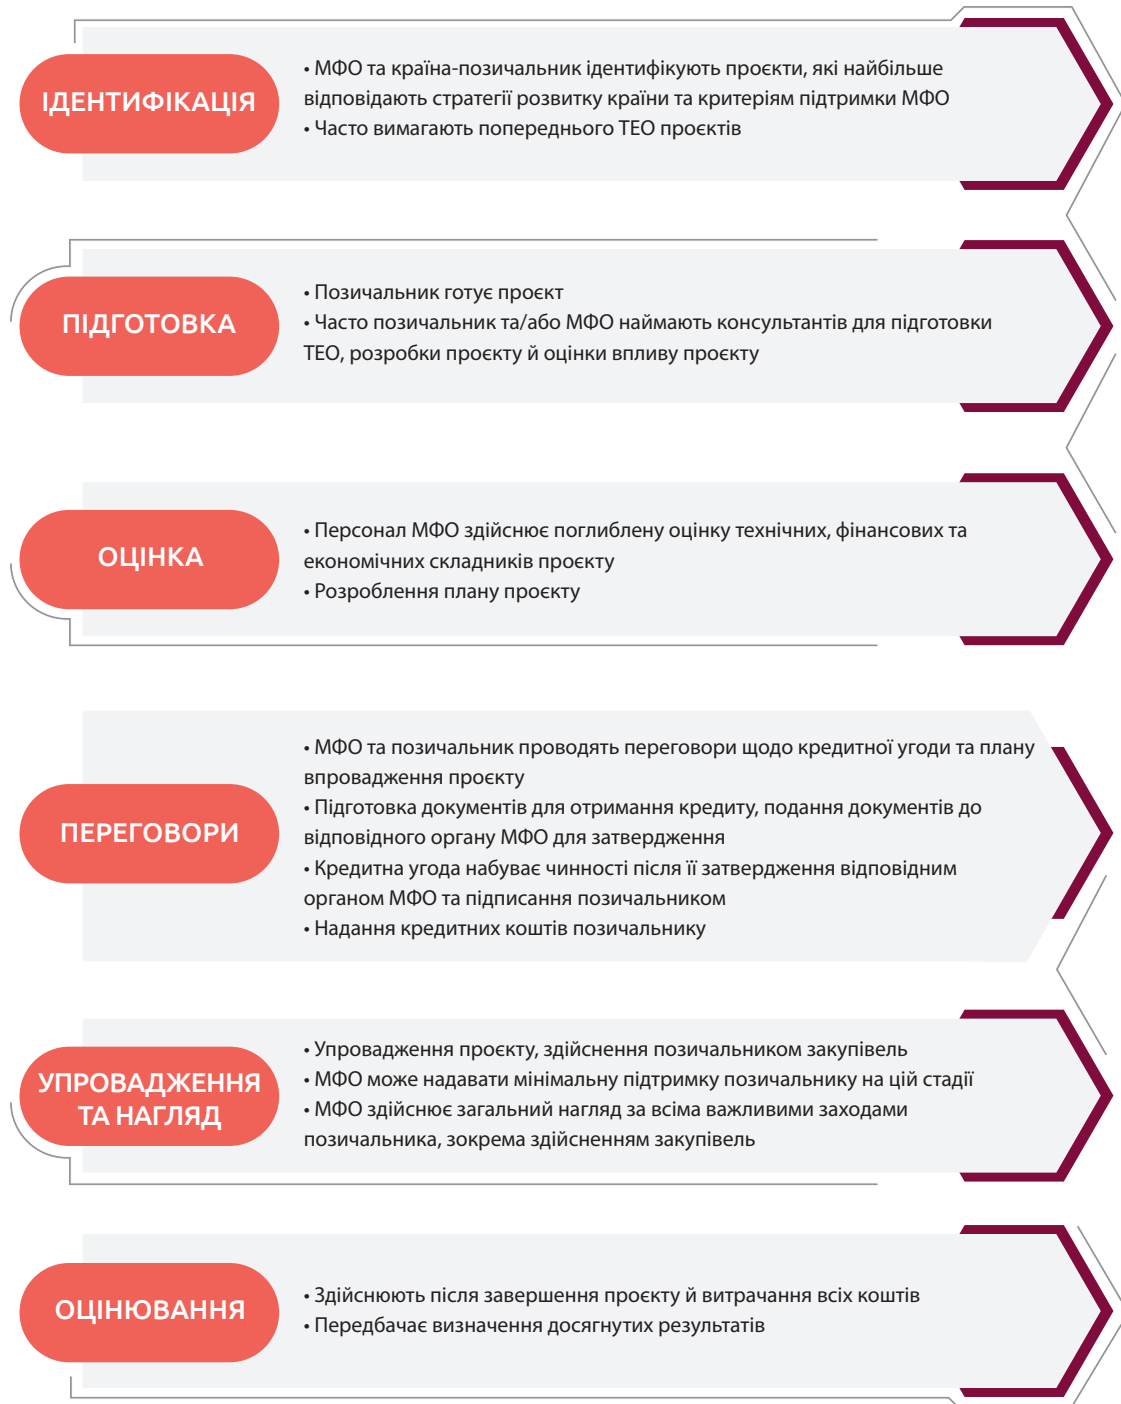 ІДЕНТИФІКАЦІЯ
• МФО та країна-позичальник ідентифікують проєкти, які найбільше
відповідають стратегії розвитку країни та критеріям підтримки МФО
• Часто вимагають попереднього ТЕО проєктів
ПІДГОТОВКА
• Позичальник готує проєкт
• Часто позичальник та/або МФО наймають консультантів для підготовки
ТЕО, розробки проєкту й оцінки впливу проєкту
ОЦІНКА
• Персонал МФО здійснює поглиблену оцінку технічних, фінансових та
економічних складників проєкту
• Розроблення плану проєкту
ПЕРЕГОВОРИ
• МФО та позичальник проводять переговори щодо кредитної угоди та плану
впровадження проєкту
• Підготовка документів для отримання кредиту, подання документів до
відповідного органу МФО для затвердження
• Кредитна угода набуває чинності після її затвердження відповідним
органом МФО та підписання позичальником
• Надання кредитних коштів позичальнику
УПРОВАДЖЕННЯ
ТА НАГЛЯД
• Упровадження проєкту, здійснення позичальником закупівель
• МФО може надавати мінімальну підтримку позичальнику на цій стадії
• МФО здійснює загальний нагляд за всіма важливими заходами
позичальника, зокрема здійсненням закупівель
ОЦІНЮВАННЯ
• Здійснюють після завершення проєкту й витрачання всіх коштів
• Передбачає визначення досягнутих результатів